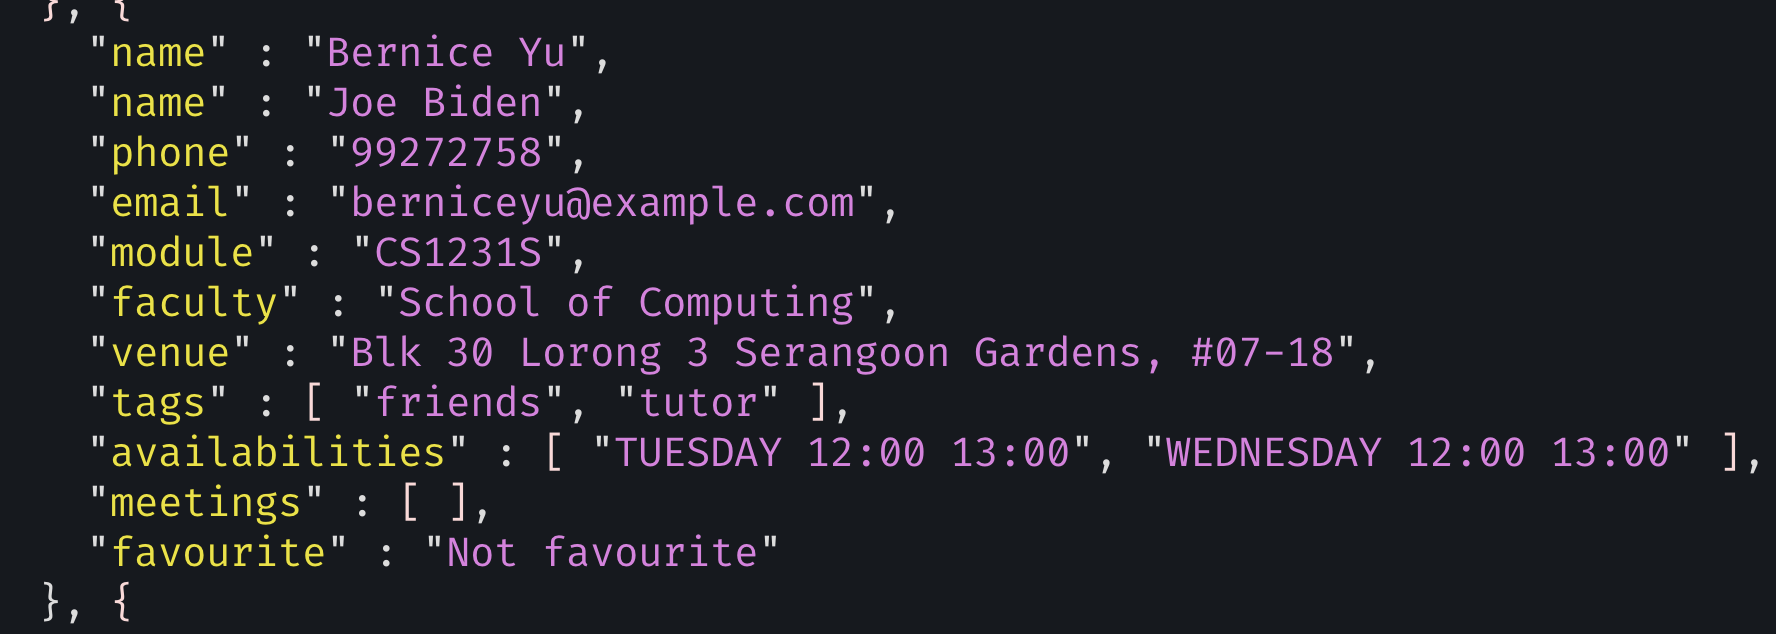 }, {
"name" : "Bernice Yu",
"name" : "Joe Biden",
"phone" : "99272758",
"email" : "berniceyu@example.com",
"module" : "CS1231S",
"faculty" : "School of Computing",
"venue" : "Blk 30 Lorong 3 Serangoon Gardens, #07-18",
"tags" : [ "friends", "tutor" ],
"availabilities" : [ "TUESDAY 12:00 13:00", "WEDNESDAY 12:00 13:00" ],
"meetings" : [ ],
"favourite" : "Not favourite"
}, {